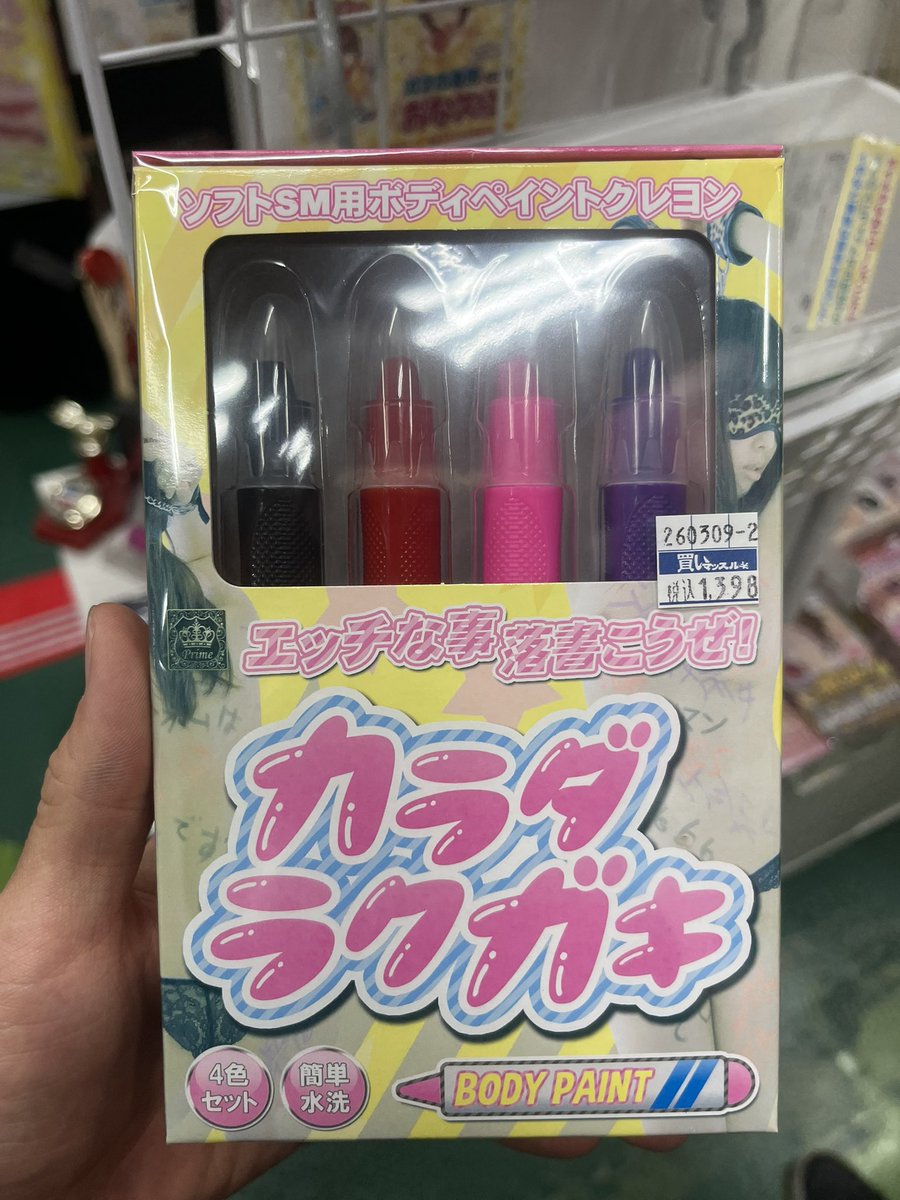 ソフトSM用ボディペイントクレヨン
260309-2
買いマッスルK
税込1,398
Prime
エッチな事落書こうぜ!
カラダ
ラクガキ
4色
セット
簡単
水洗
BODY PAINT